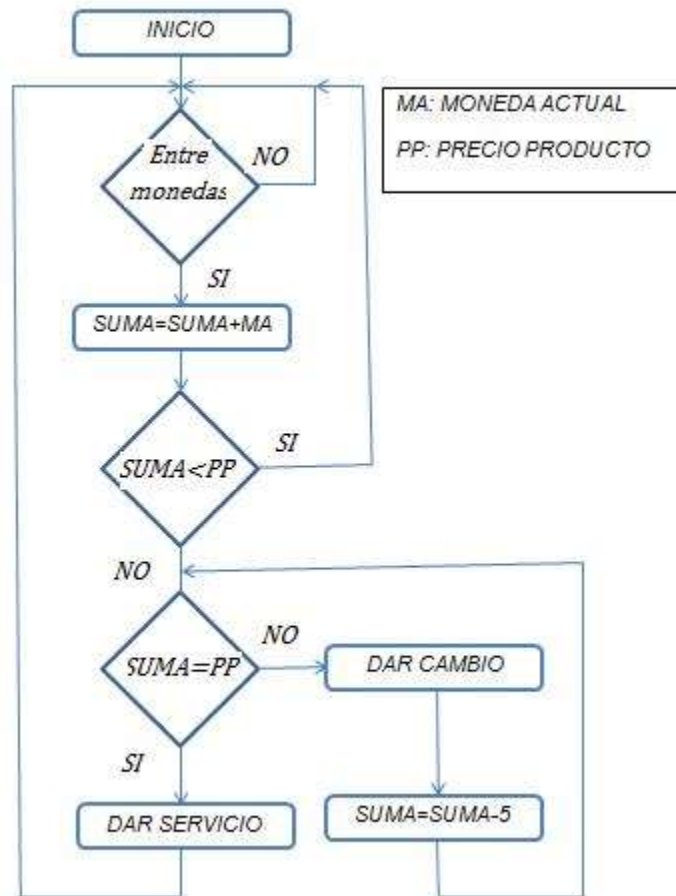 INICIO
MA: MONEDA ACTUAL
PP: PRECIO PRODUCTO
Entre
monedas
NO
SI
SUMA=SUMA+MA
SUMA<PP
SI
NO
SUMA=PP
NO
DAR CAMBIO
SI
DAR SERVICIO
SUMA=SUMA-5